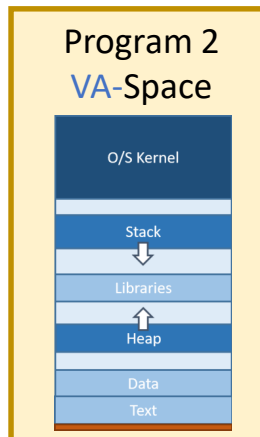 Program 2
VA-Space
O/S Kernel
Stack
Libraries
Heap
Data
Text